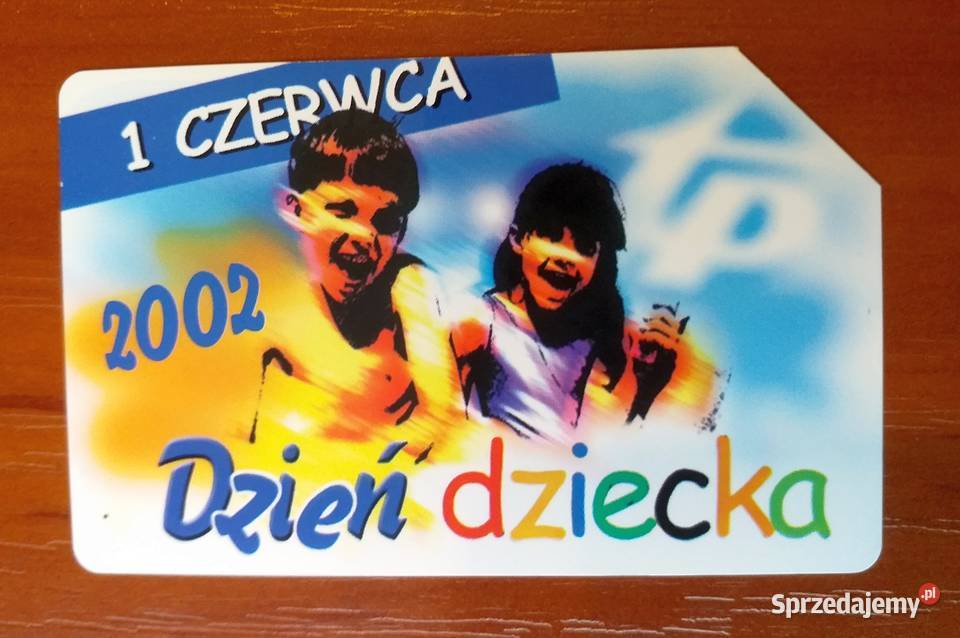 1 CZERWCA
tp
2002
Dzień dziecka
Sprzedajemy.pl